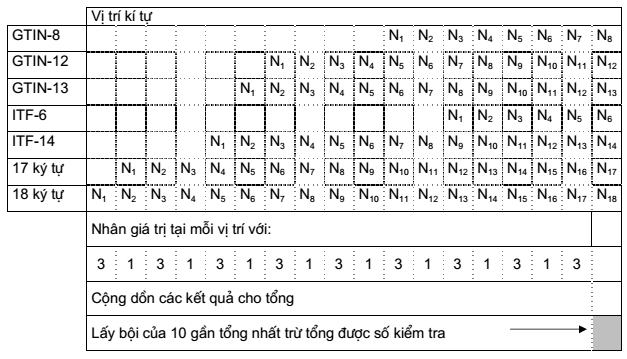 Vị trí kí tự
GTIN-8 N1 N2 N3 N4 N5 N6 N7 N8
GTIN-12 N1 N2 N3 N4 N5 N6 N7 N8 N9 N10 N11 N12
GTIN-13 N1 N2 N3 N4 N5 N6 N7 N8 N9 N10 N11 N12 N13
ITF-6 N1 N2 N3 N4 N5 N6
ITF-14 N1 N2 N3 N4 N5 N6 N7 N8 N9 N10 N11 N12 N13 N14
17 ký tự N1 N2 N3 N4 N5 N6 N7 N8 N9 N10 N11 N12 N13 N14 N15 N16 N17
18 ký tự N1 N2 N3 N4 N5 N6 N7 N8 N9 N10 N11 N12 N13 N14 N15 N16 N17 N18
Nhân giá trị tại mỗi vị trí với:
3 1 3 1 3 1 3 1 3 1 3 1 3 1 3 1 3
Cộng dồn các kết quả cho tổng
Lấy bội của 10 gần tổng nhất trừ tổng được số kiểm tra